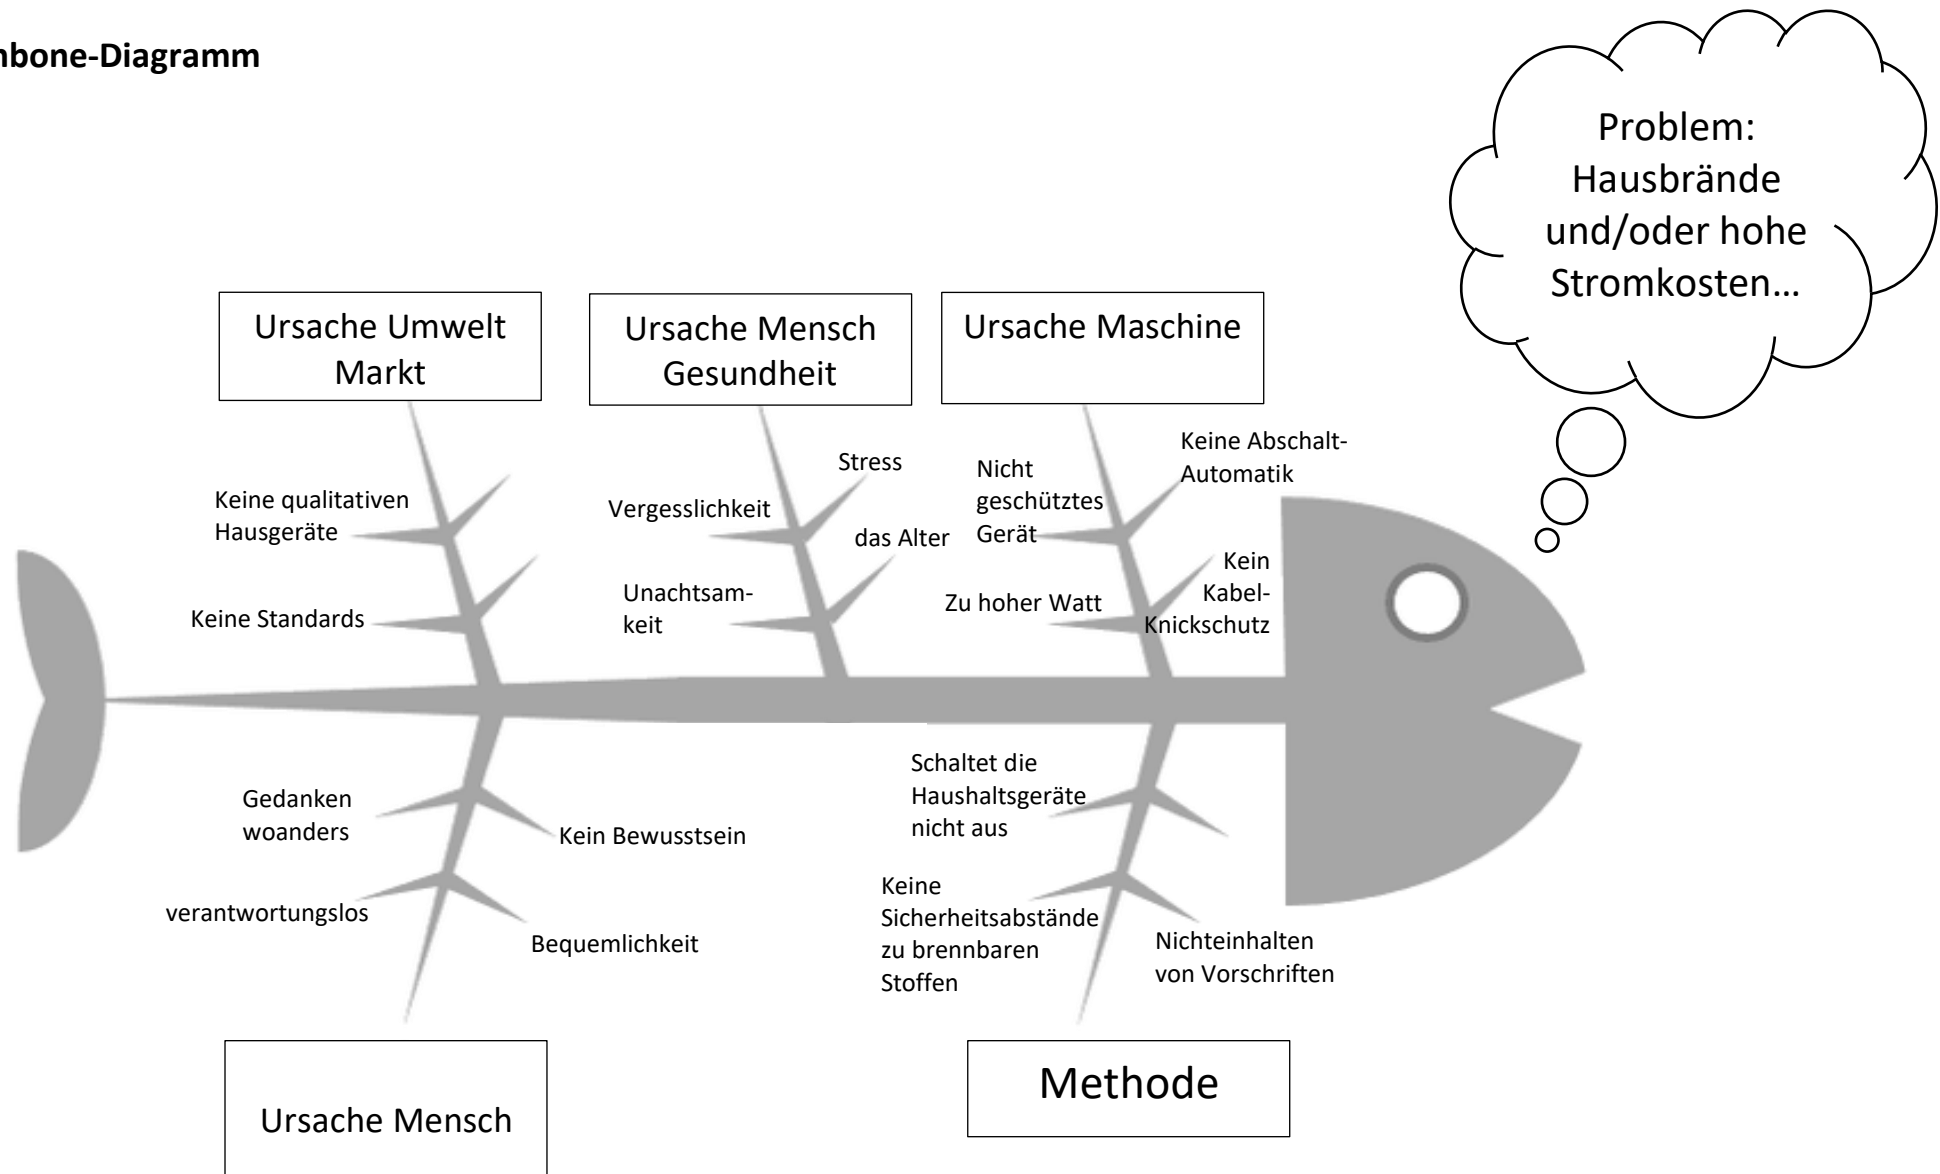 nbone-Diagramm
Problem:
Hausbrände
und/oder hohe
Stromkosten…
Ursache Umwelt
Markt
Ursache Mensch
Gesundheit
Ursache Maschine
Keine qualitativen
Hausgeräte
Keine Standards
Vergesslichkeit
Stress
Unachtsam-
keit
das Alter
Nicht
geschütztes
Gerät
Keine Abschalt-
Automatik
Zu hoher Watt
Kein
Kabel-
Knickschutz
Gedanken
woanders
Kein Bewusstsein
verantwortungslos
Bequemlichkeit
Schaltet die
Haushaltsgeräte
nicht aus
Keine
Sicherheitsabstände
zu brennbaren
Stoffen
Nichteinhalten
von Vorschriften
Ursache Mensch
Methode